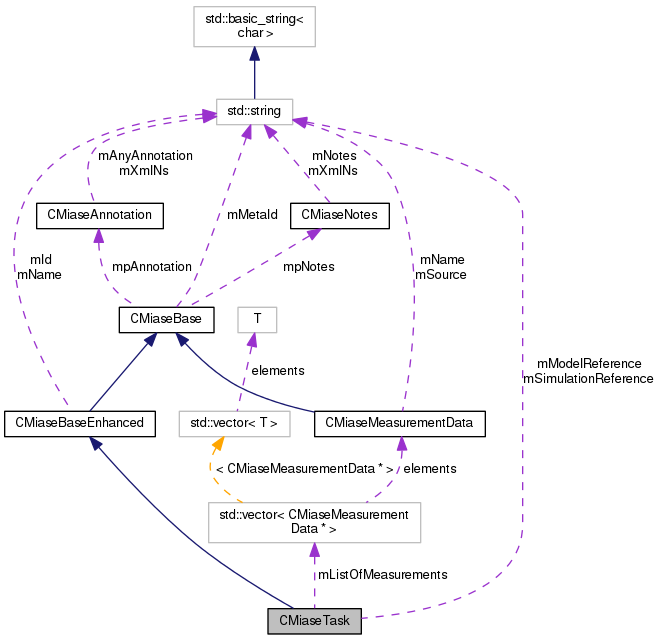 std::basic_string<
char >
std::string
mAnyAnnotation
mXmlNs
mNotes
mXmlNs
CMiaseAnnotation
mMetaId
CMiaseNotes
mId
mName
mpAnnotation
mpNotes
mName
mSource
CMiaseBase
T
elements
mModelReference
mSimulationReference
CMiaseBaseEnhanced
std::vector< T >
CMiaseMeasurementData
< CMiaseMeasurementData * >
elements
std::vector< CMiaseMeasurement
Data * >
mListOfMeasurements
CMiaseTask